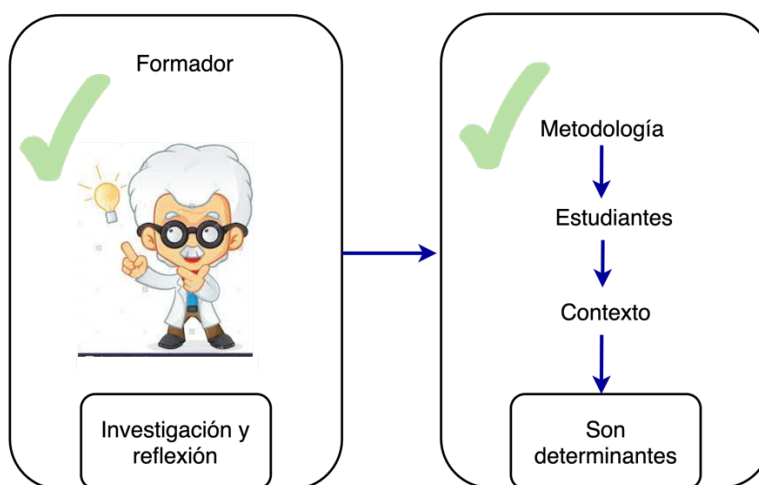 Formador
Investigación y
reflexión
Metodología
Estudiantes
Contexto
Son
determinantes